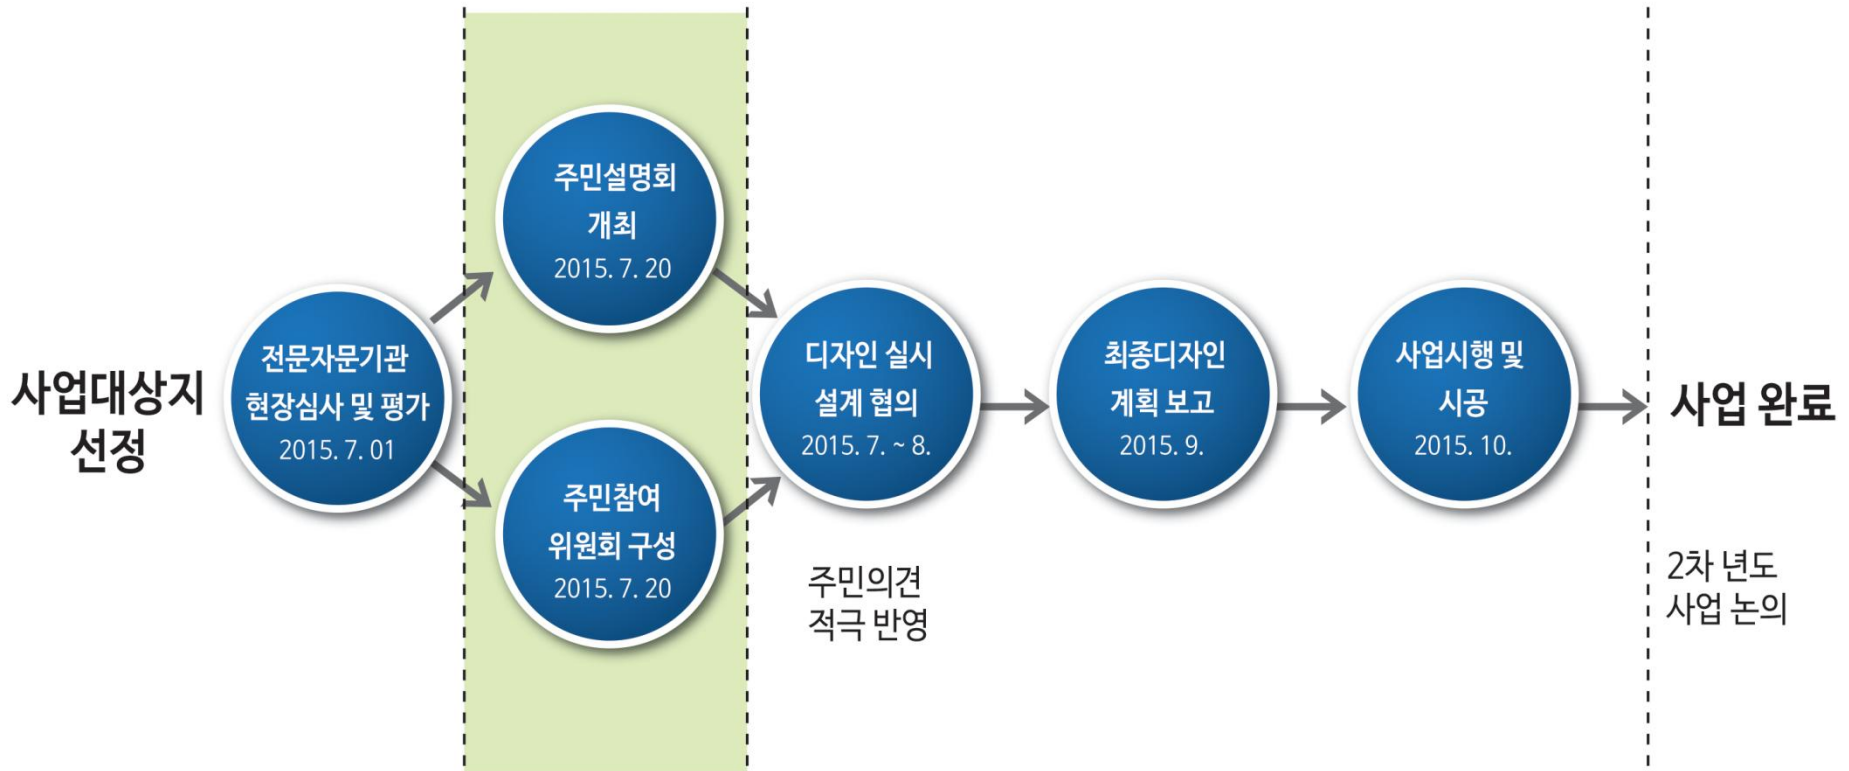 사업대상지
선정
전문자문기관
현장심사 및 평가
2015. 7. 01
주민설명회
개최
2015. 7. 20
주민참여
위원회 구성
2015. 7. 20
디자인 실시
설계 협의
2015. 7. ~ 8.
주민의견
적극 반영
최종디자인
계획 보고
2015. 9.
사업시행 및
시공
2015. 10.
사업 완료
2차 년도
사업 논의